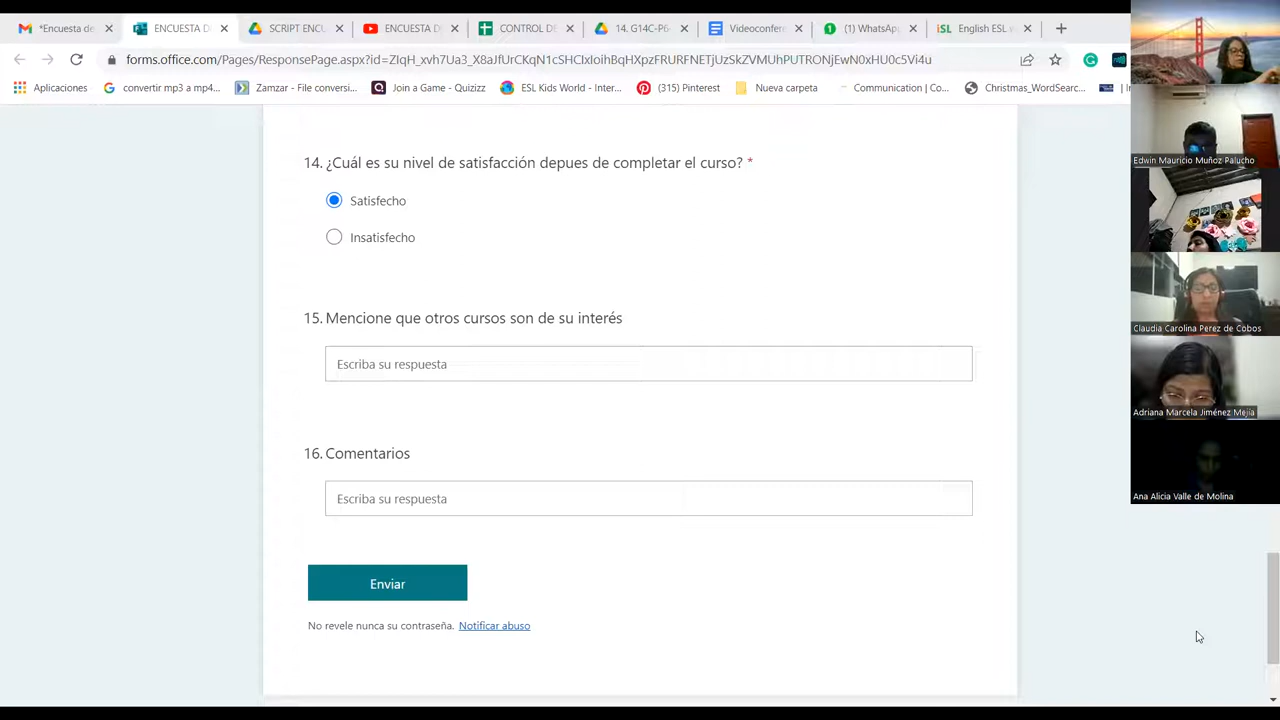 *Encuesta de
ENCUESTA D
SCRIPT ENCU
ENCUESTA D
CONTROL DE
14. G14C-P6-
Videoconfer
(1) WhatsAp
English ESL w
forms.office.com/Pages/ResponsePage.aspx?
Aplicaciones
convertir mp3 a mp4...
Zamzar - File conversi...
Join a Game - Quizizz
ESL Kids World - Inter...
(315) Pinterest
Nueva carpeta
Communication | Co...
Christmas_WordSearc...
14. ¿Cuál es su nivel de satisfacción depues de completar el curso? *
Satisfecho
Insatisfecho
15. Mencione que otros cursos son de su interés
Escriba su respuesta
16. Comentarios
Escriba su respuesta
Enviar
No revele nunca su contraseña. Notificar abuso
Edwin Mauricio Muñoz Palucho
Claudia Carolina Perez de Cobos
Adriana Marcela Jiménez Mejía
Ana Alicia Valle de Molina